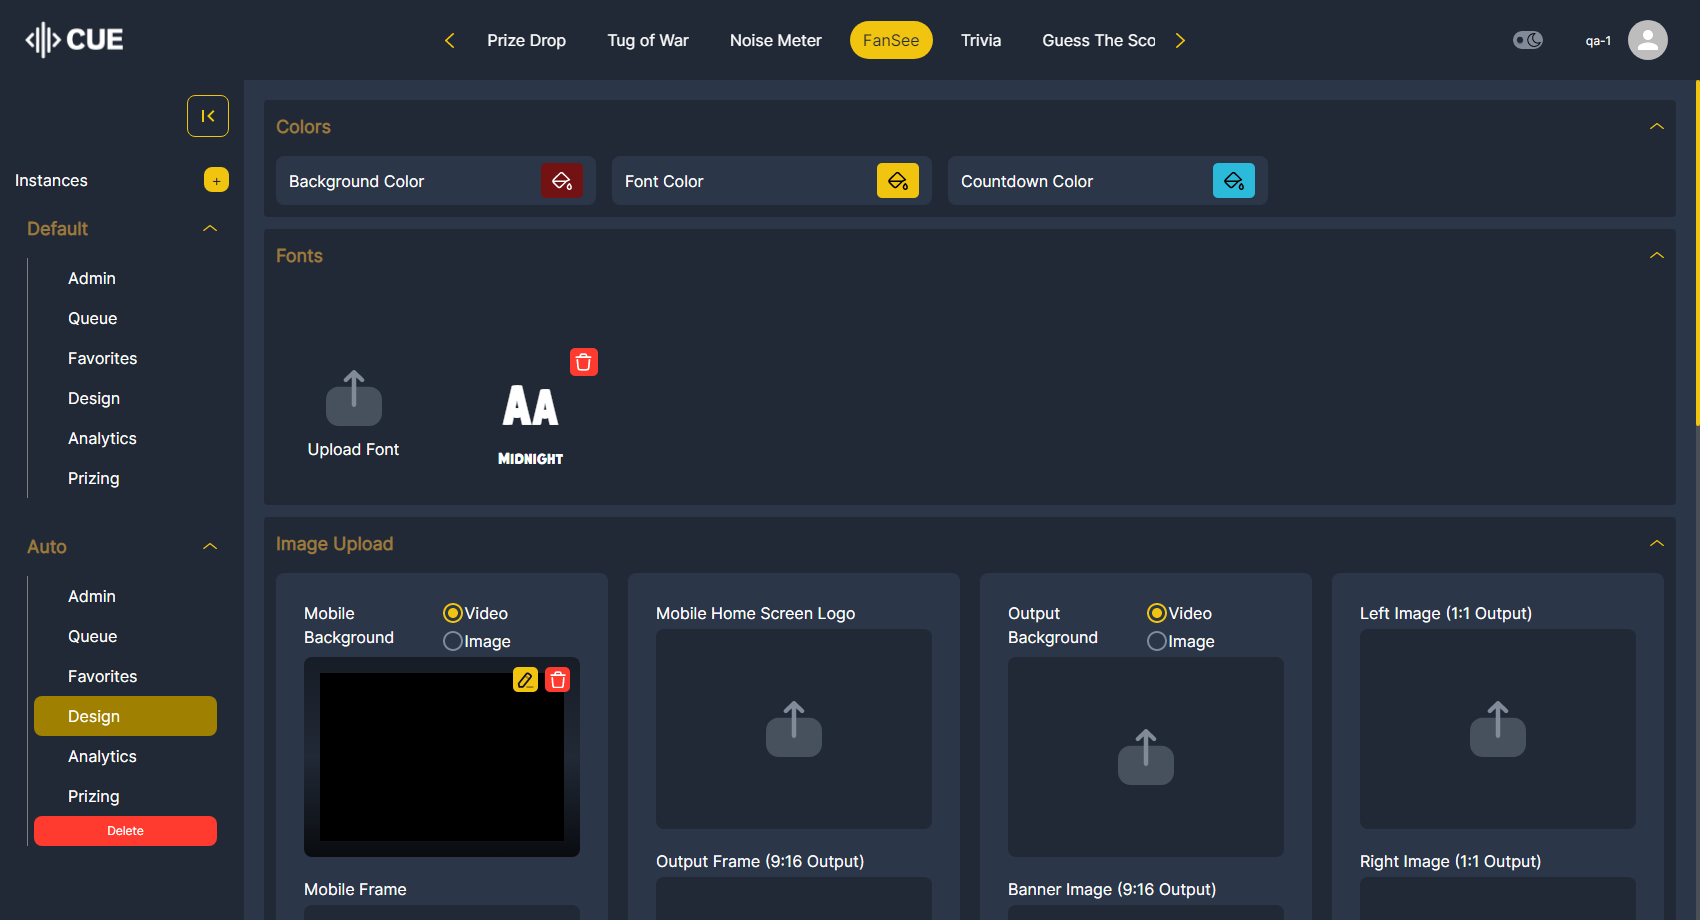 CUE
Prize Drop
Tug of War
Noise Meter
FanSee
Trivia
Guess The Sco
qa-1
Instances
+
Default
Admin
Queue
Favorites
Design
Analytics
Prizing
Auto
Admin
Queue
Favorites
Design
Analytics
Prizing
Delete
Colors
Background Color
Font Color
Countdown Color
Fonts
Upload Font
AA
MIDNIGHT
Image Upload
Mobile
Background
Video
Image
Mobile Home Screen Logo
Output
Background
Video
Image
Left Image (1:1 Output)
Mobile Frame
Output Frame (9:16 Output)
Banner Image (9:16 Output)
Right Image (1:1 Output)